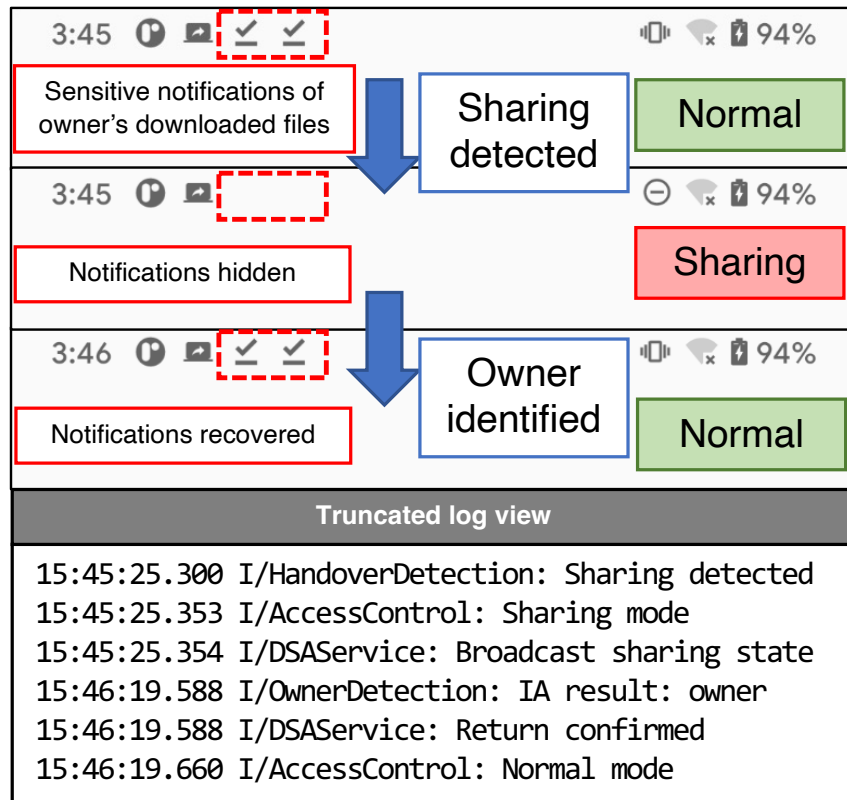 3:45 94%
Sensitive notifications of
owner's downloaded files
Sharing
detected
Normal
3:45 94%
Notifications hidden
Sharing
3:46 94%
Notifications recovered
Owner
identified
Normal
Truncated log view
15:45:25.300 I/HandoverDetection: Sharing detected
15:45:25.353 I/AccessControl: Sharing mode
15:45:25.354 I/DSAService: Broadcast sharing state
15:46:19.588 I/OwnerDetection: IA result: owner
15:46:19.588 I/DSAService: Return confirmed
15:46:19.660 I/AccessControl: Normal mode